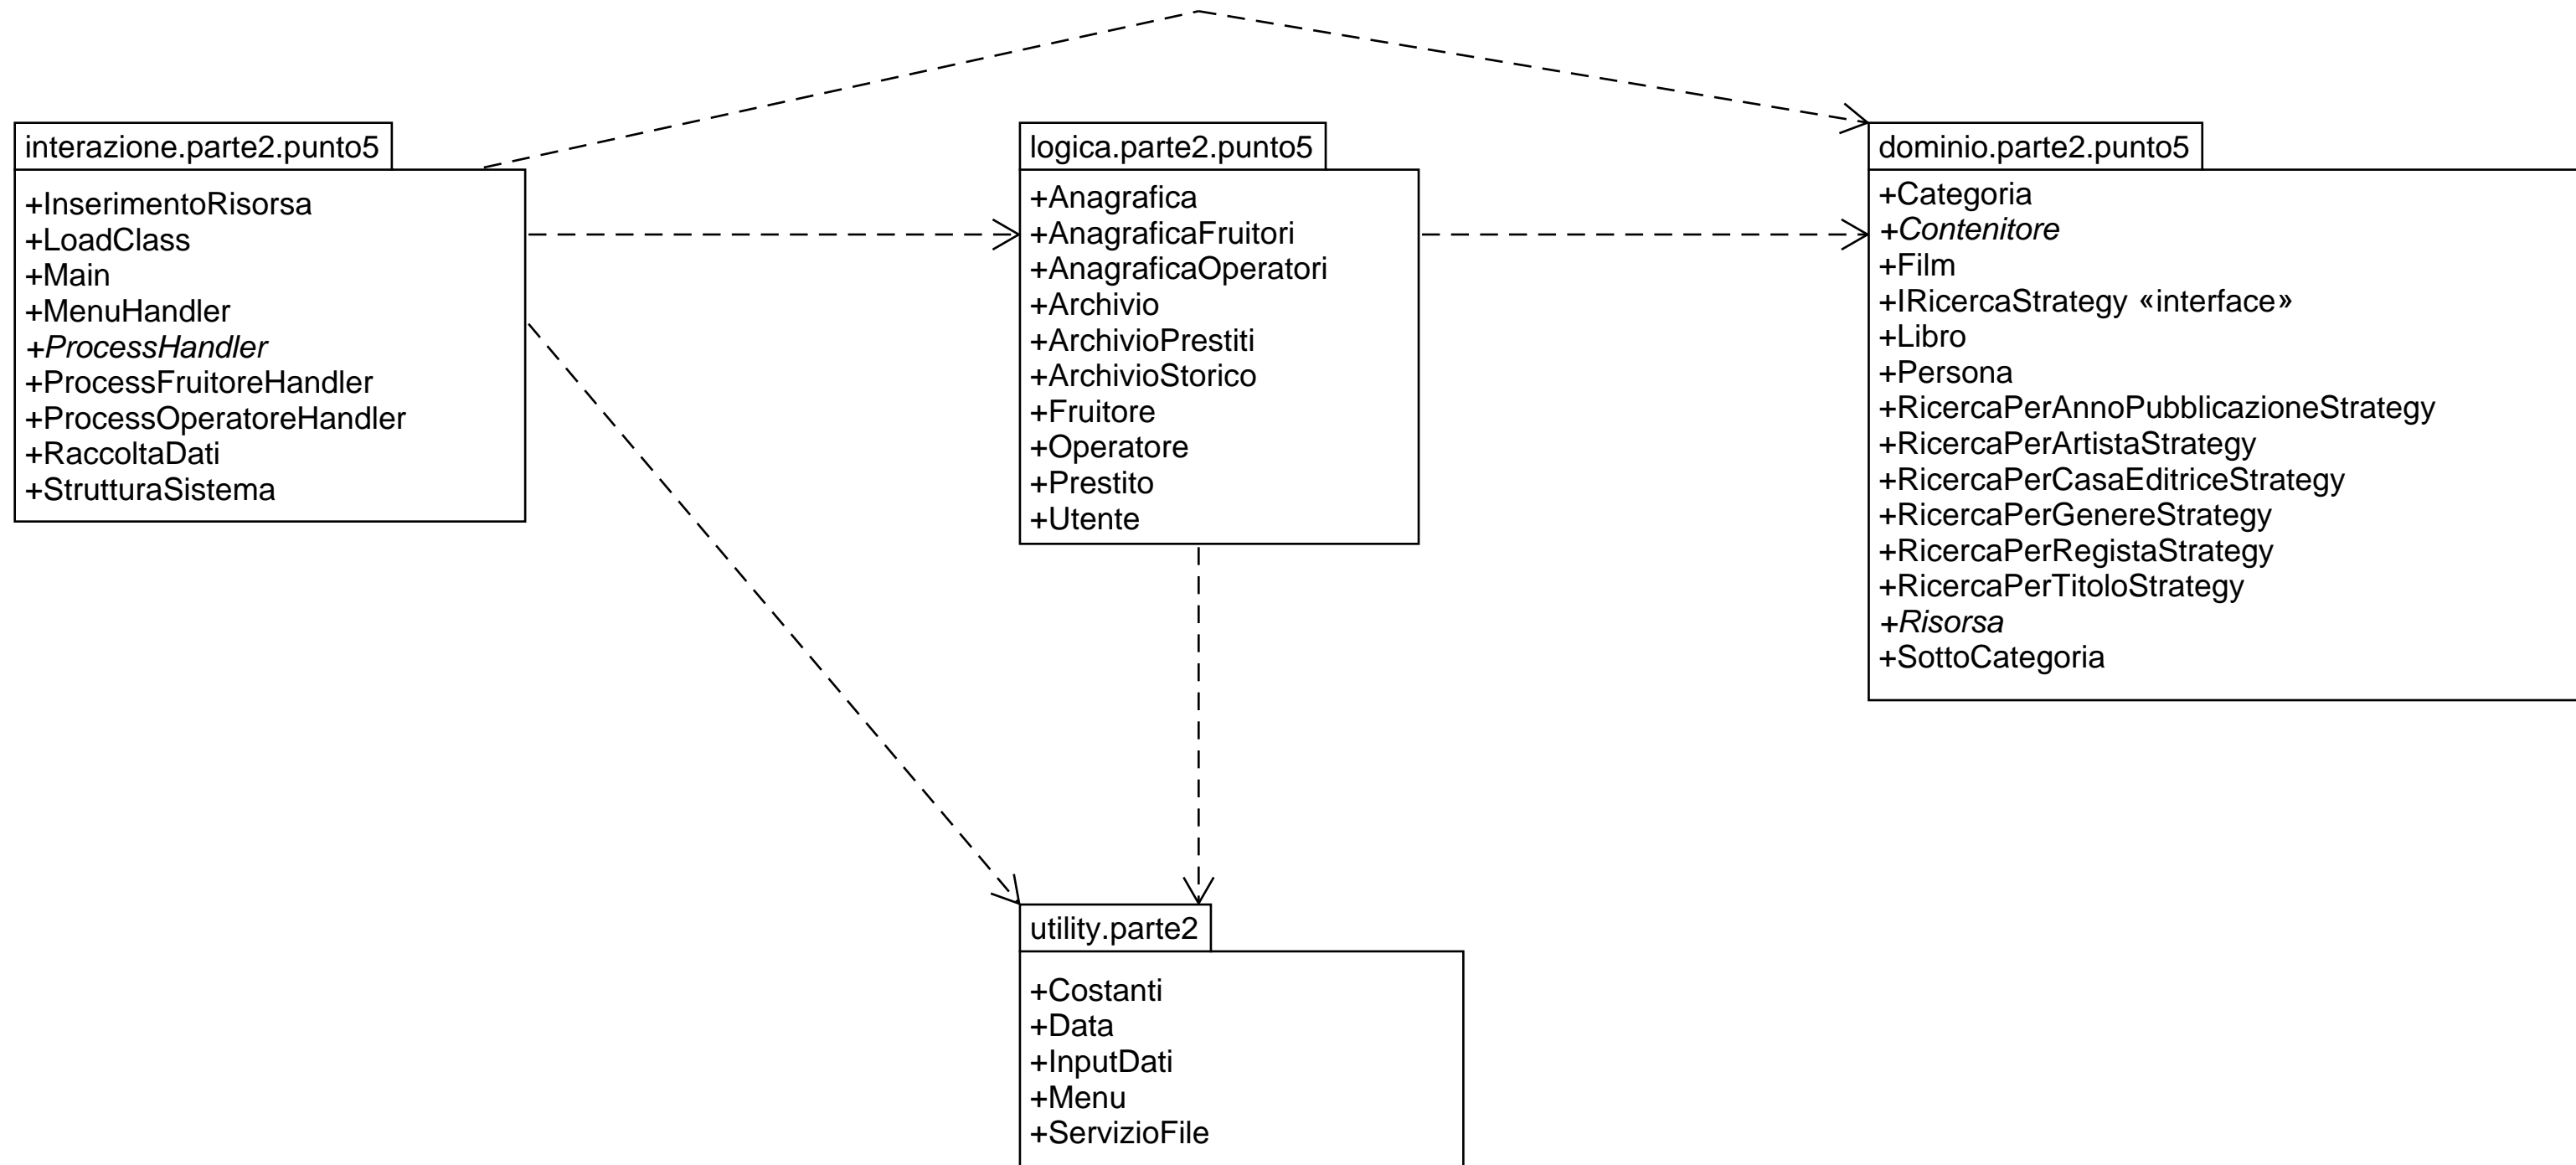 interazione.parte2.punto5
+InserimentoRisorsa
+LoadClass
+Main
+MenuHandler
+ProcessHandler
+ProcessFruitoreHandler
+ProcessOperatoreHandler
+RaccoltaDati
+StrutturaSistema
logica.parte2.punto5
+Anagrafica
+AnagraficaFruitori
+AnagraficaOperatori
+Archivio
+ArchivioPrestiti
+ArchivioStorico
+Fruitore
+Operatore
+Prestito
+Utente
dominio.parte2.punto5
+Categoria
+Contenitore
+Film
+IRicercaStrategy «interface»
+Libro
+Persona
+RicercaPerAnnoPubblicazioneStrategy
+RicercaPerArtistaStrategy
+RicercaPerCasaEditriceStrategy
+RicercaPerGenereStrategy
+RicercaPerRegistaStrategy
+RicercaPerTitoloStrategy
+Risorsa
+SottoCategoria
utility.parte2
+Costanti
+Data
+InputDati
+Menu
+ServizioFile